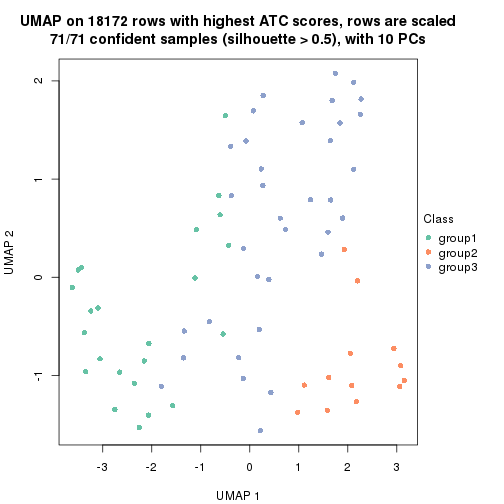 UMAP on 18172 rows with highest ATC scores, rows are scaled
71/71 confident samples (silhouette > 0.5), with 10 PCs
2
1
0
-1
UMAP 2
-3
-2
-1
0
1
2
3
UMAP 1
Class
group1
group2
group3